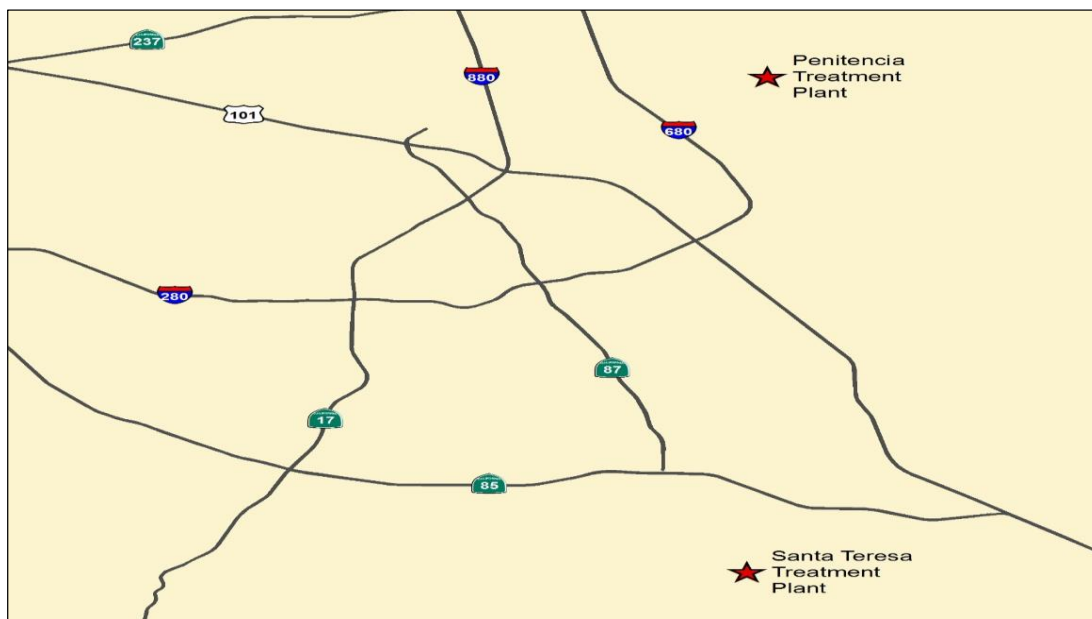 237
880
Penitencia
Treatment
Plant
101
680
280
87
17
85
Santa Teresa
Treatment
Plant